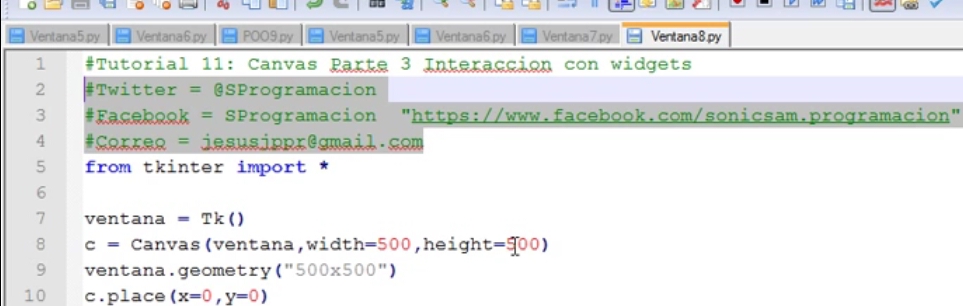 Ventana5.py Ventana6.py POO9.py Ventana5.py Ventana6.py Ventana7.py Ventana8.py
1 #Tutorial 11: Canvas Parte 3 Interaccion con widgets
2 #Twitter = @SProgramacion
3 #Facebook = SProgramacion "https://www.facebook.com/sonicsam.programacion"
4 #Correo = jesusjppr@gmail.com
5 from tkinter import *
6
7 ventana = Tk()
8 c = Canvas(ventana,width=500,height=500)
9 ventana.geometry("500x500")
10 c.place(x=0,y=0)